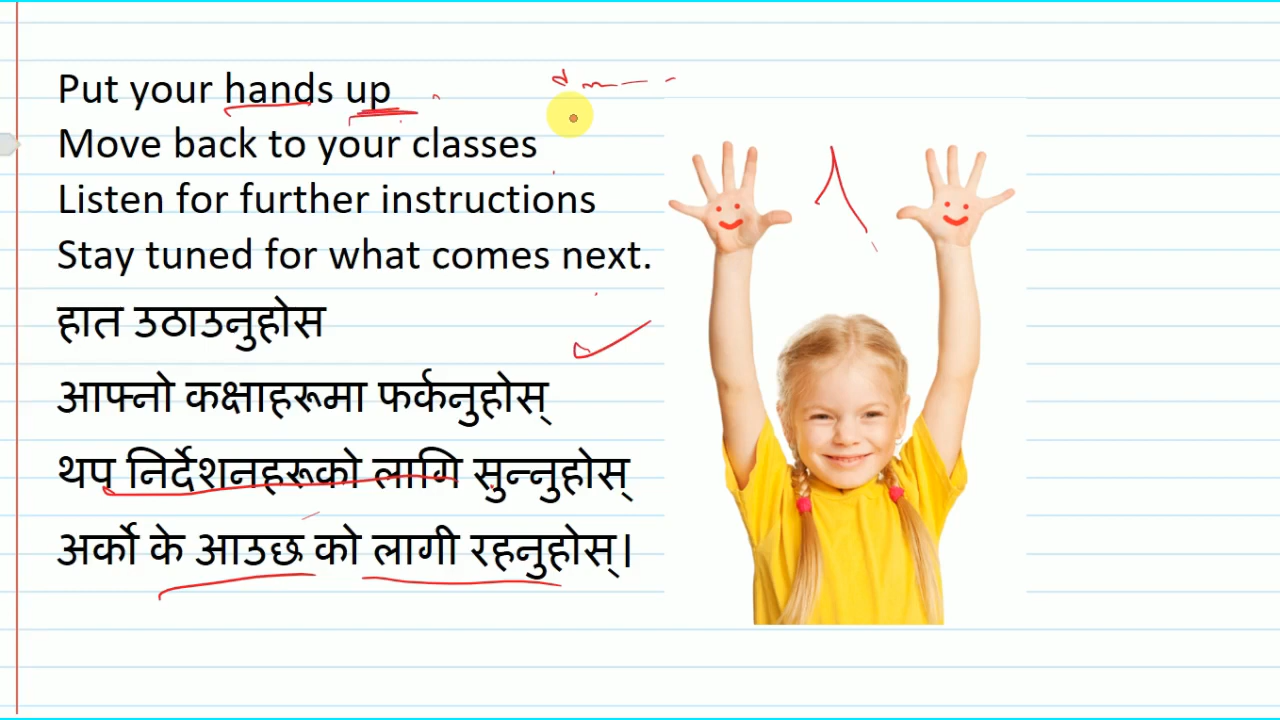 Put your hands up
Move back to your classes
Listen for further instructions
Stay tuned for what comes next.
हात उठाउनुहोस
आफ्नो कक्षाहरूमा फर्कनुहोस्
थप निर्देशनहरूको लागि सुन्नुहोस्
अर्को के आउछ को लागी रहनुहोस्।